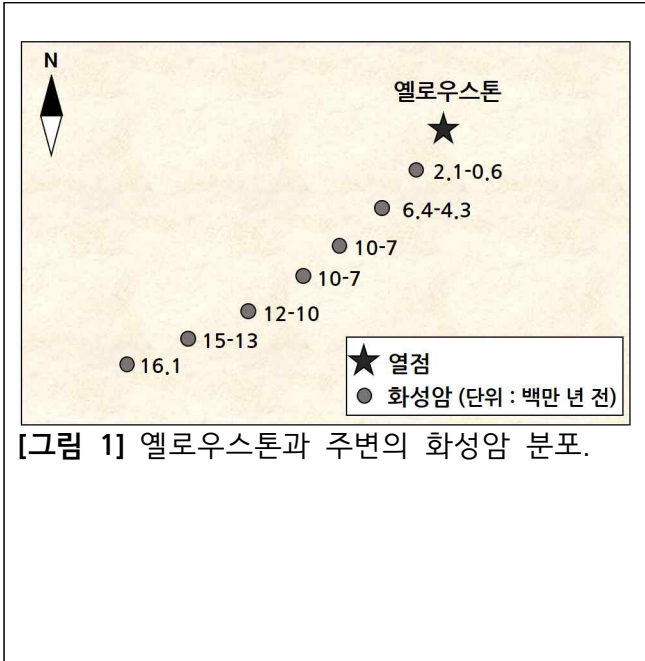 N
옐로우스톤
2.1-0.6
6.4-4.3
10-7
10-7
12-10
15-13
16.1
열점
화성암 (단위 : 백만 년 전)
[그림 1] 옐로우스톤과 주변의 화성암 분포.